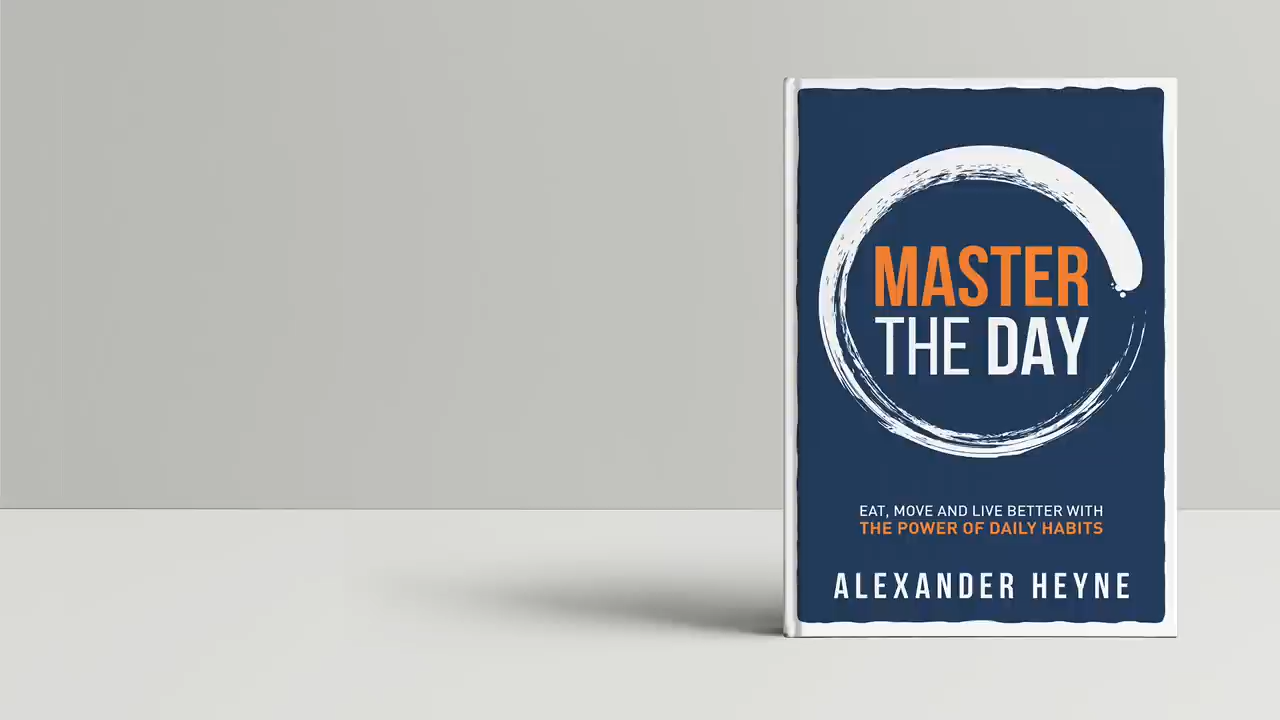 MASTER
THE DAY
EAT, MOVE AND LIVE BETTER WITH
THE POWER OF DAILY HABITS
ALEXANDER HEYNE